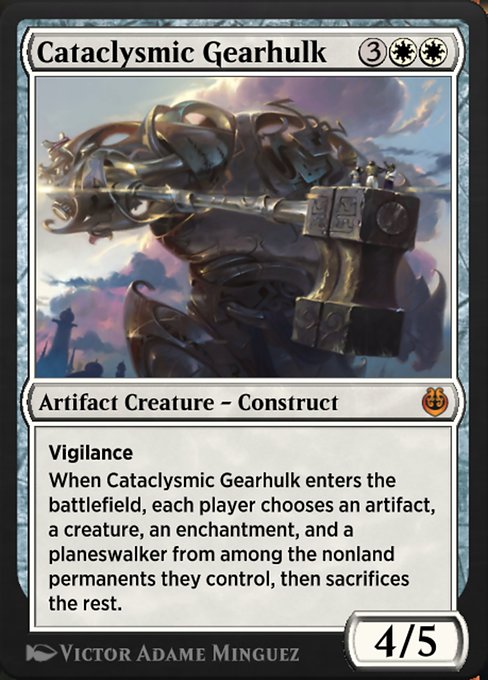 Cataclysmic Gearhulk 3
Artifact Creature – Construct
Vigilance
When Cataclysmic Gearhulk enters the
battlefield, each player chooses an artifact,
a creature, an enchantment, and a
planeswalker from among the nonland
permanents they control, then sacrifices
the rest.
4/5
Victor Adame Minguez